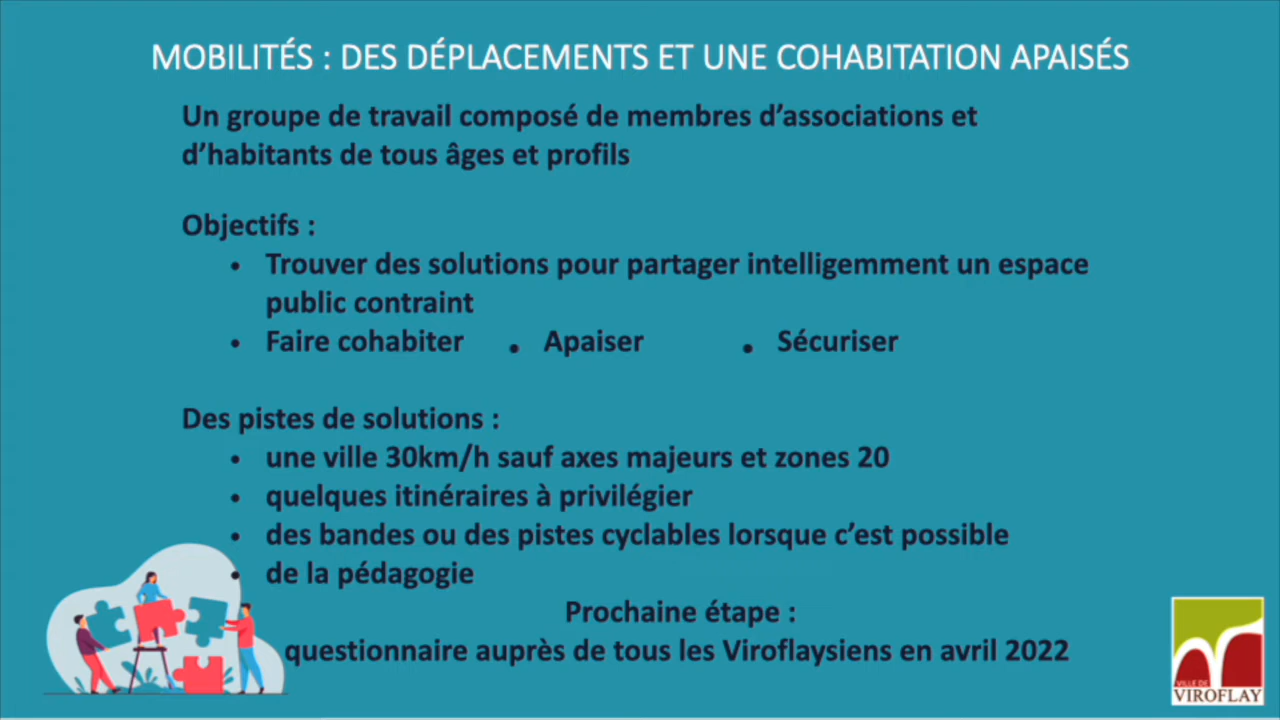 MOBILITÉS : DES DÉPLACEMENTS ET UNE COHABITATION APAISÉS
Un groupe de travail composé de membres d’associations et
d’habitants de tous âges et profils
Objectifs :
• Trouver des solutions pour partager intelligemment un espace
public contraint
• Faire cohabiter • Apaiser • Sécuriser
Des pistes de solutions :
• une ville 30km/h sauf axes majeurs et zones 20
• quelques itinéraires à privilégier
• des bandes ou des pistes cyclables lorsque c’est possible
• de la pédagogie
Prochaine étape :
questionnaire auprès de tous les Viroflaysiens en avril 2022
VILLE DE
VIROFLAY